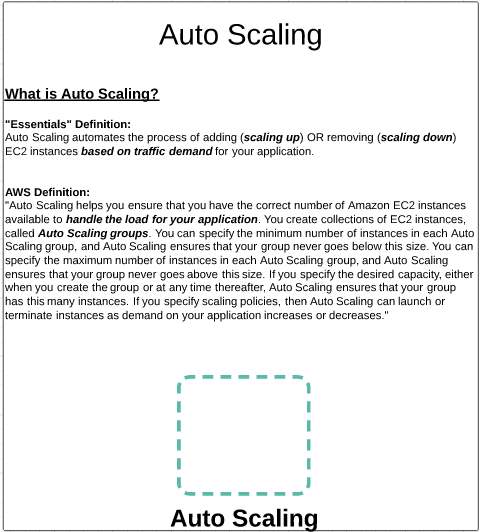 Auto Scaling
What is Auto Scaling?
"Essentials" Definition:
Auto Scaling automates the process of adding (scaling up) OR removing (scaling down)
EC2 instances based on traffic demand for your application.
AWS Definition:
"Auto Scaling helps you ensure that you have the correct number of Amazon EC2 instances
available to handle the load for your application. You create collections of EC2 instances,
called Auto Scaling groups. You can specify the minimum number of instances in each Auto
Scaling group, and Auto Scaling ensures that your group never goes below this size. You can
specify the maximum number of instances in each Auto Scaling group, and Auto Scaling
ensures that your group never goes above this size. If you specify the desired capacity, either
when you create the group or at any time thereafter, Auto Scaling ensures that your group
has this many instances. If you specify scaling policies, then Auto Scaling can launch or
terminate instances as demand on your application increases or decreases."
Auto Scaling